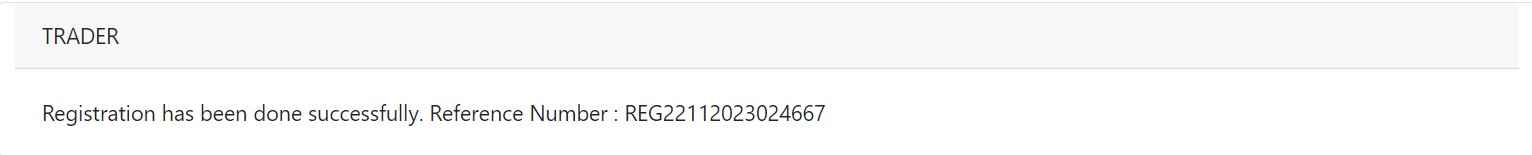 TRADER
Registration has been done successfully. Reference Number : REG22112023024667